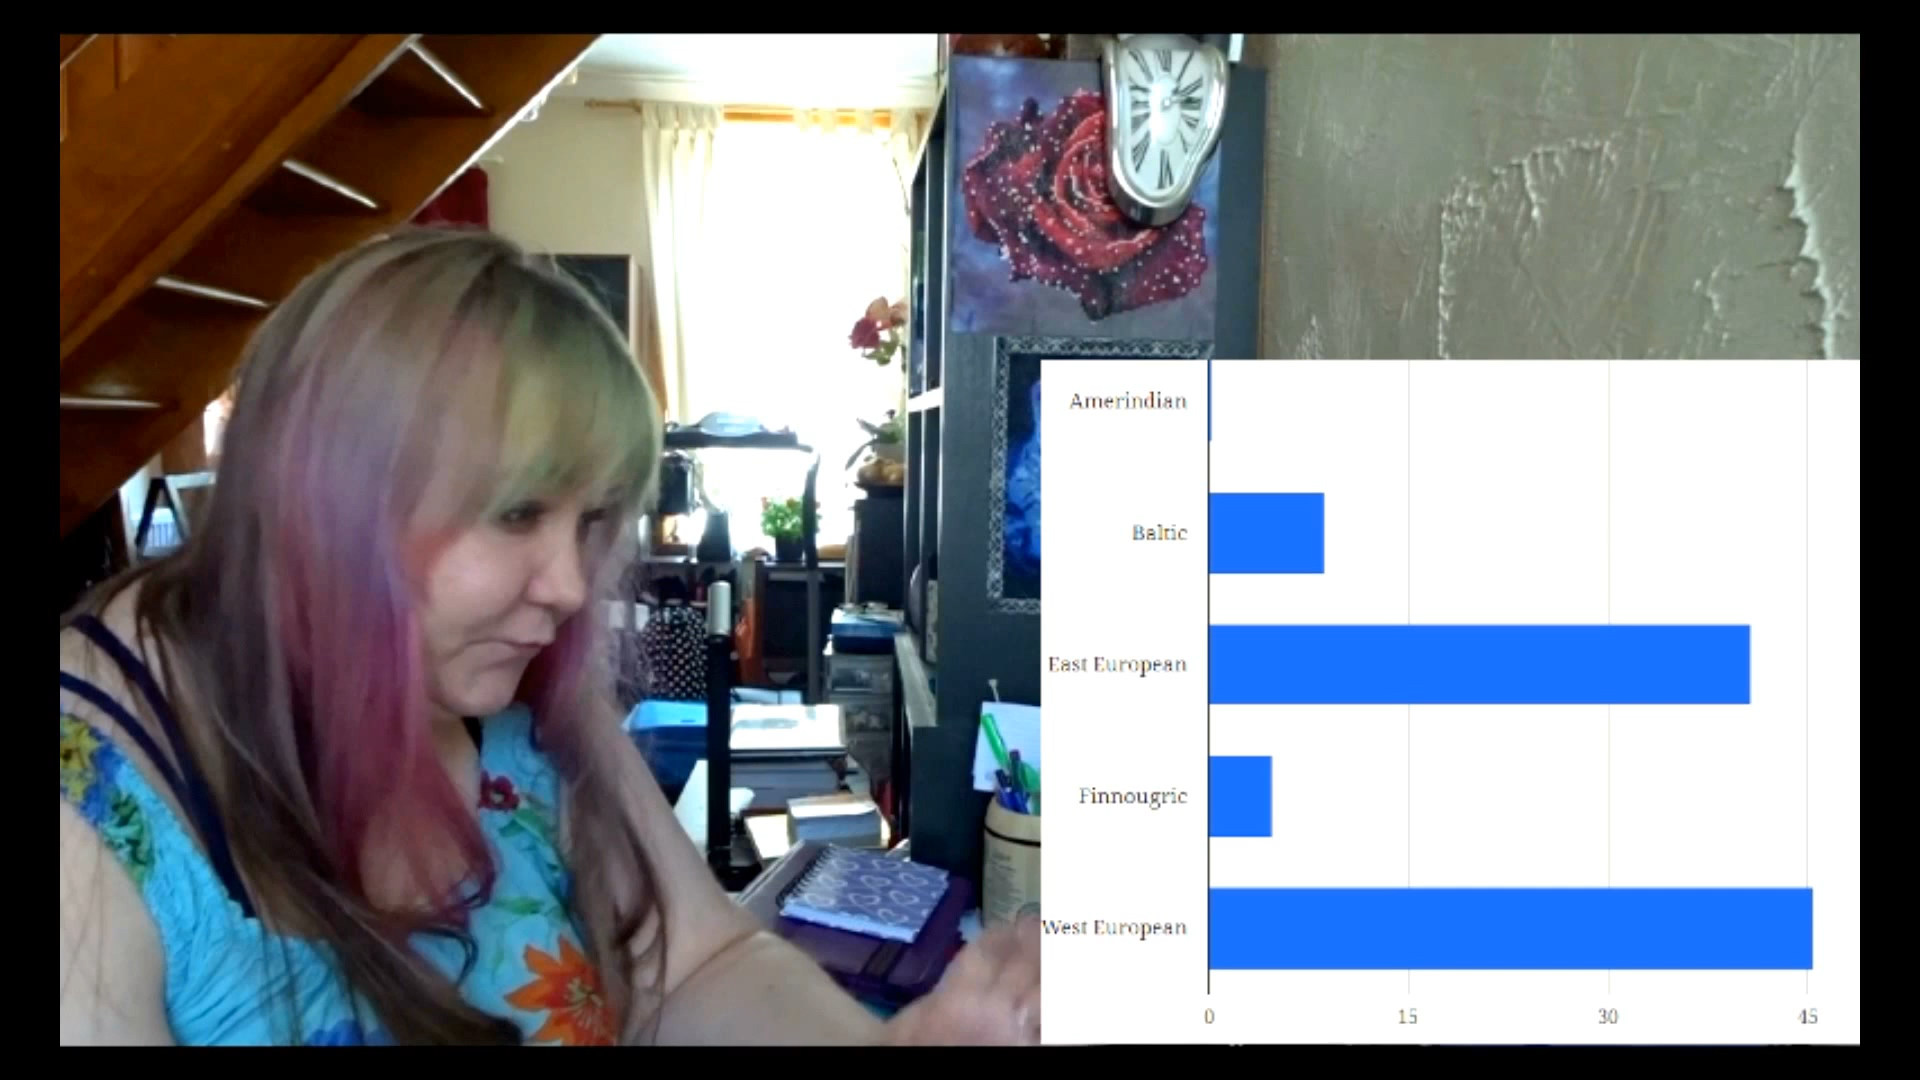 Amerindian
Baltic
East European
Finnougric
West European
0 15 30 45